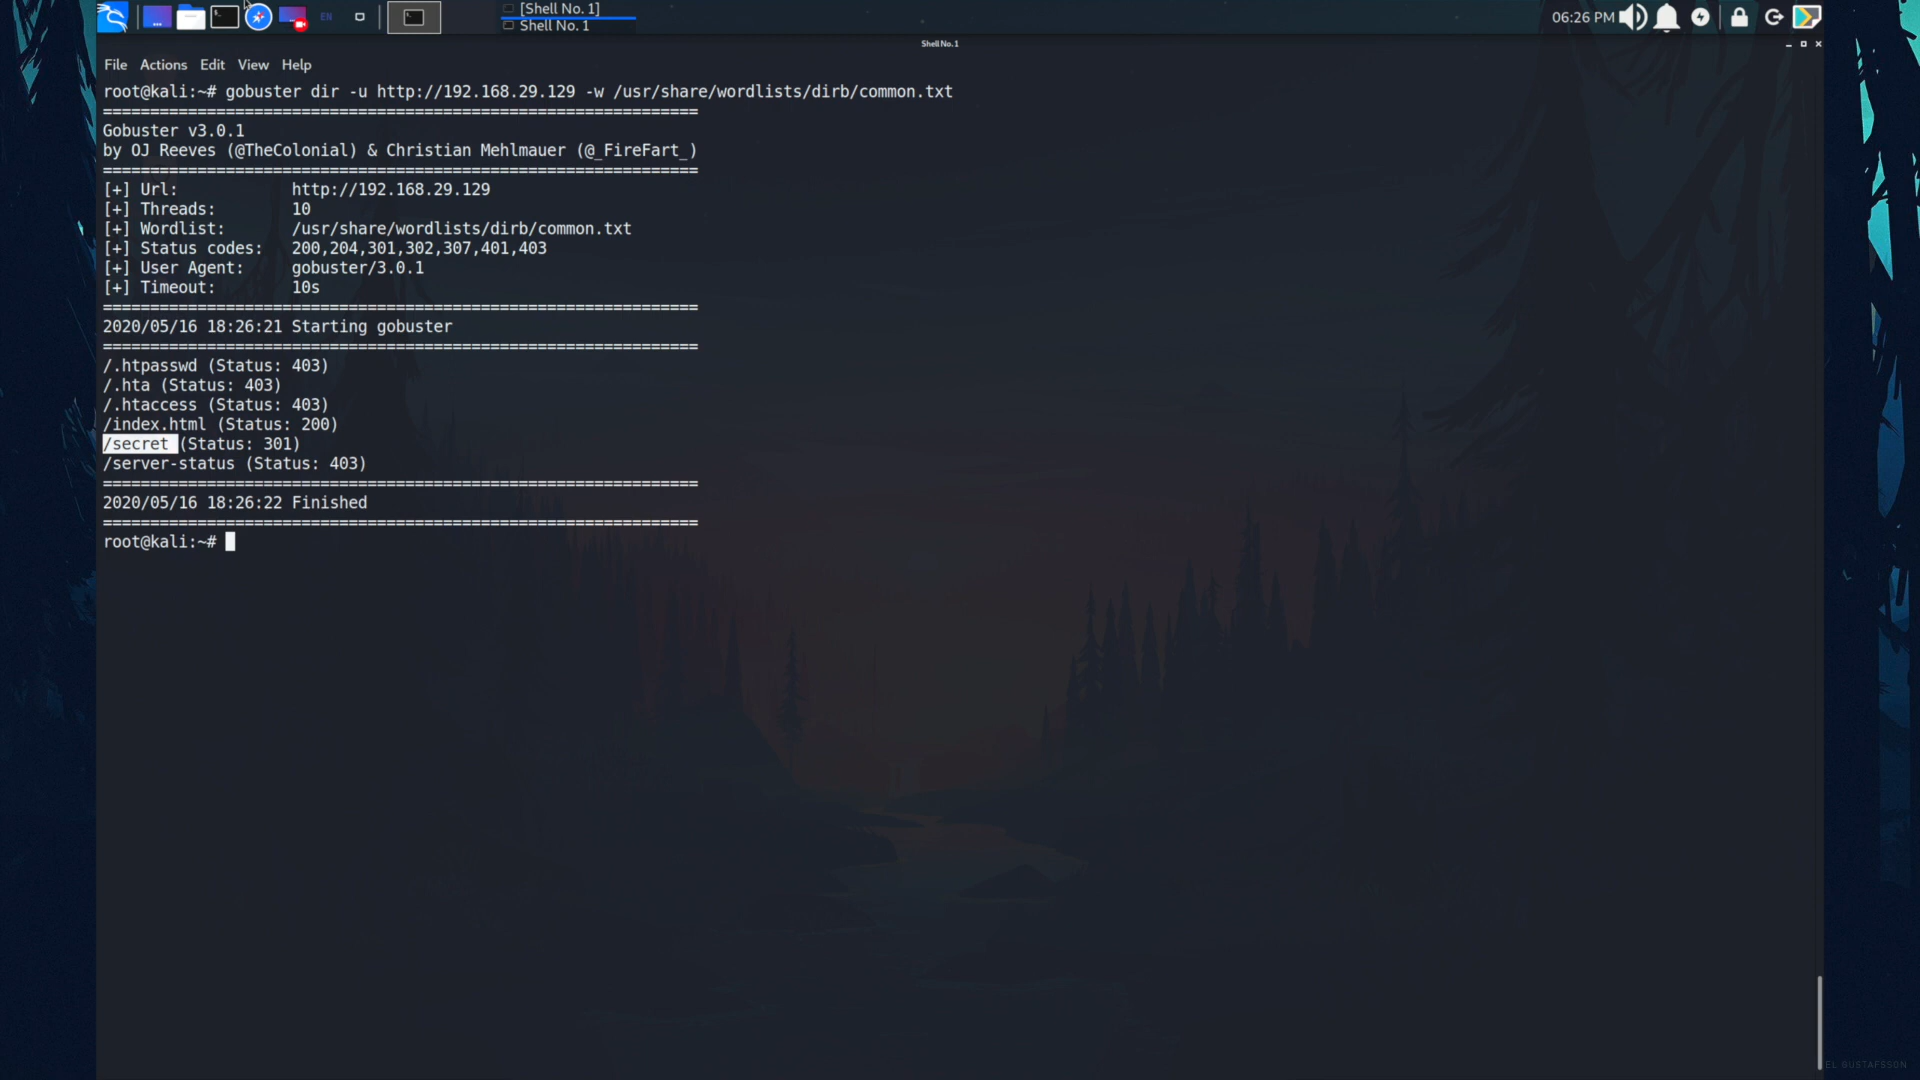 EN
[Shell No. 1]
Shell No. 1
06:26 PM
Shell No. 1
File Actions Edit View Help
root@kali:~# gobuster dir -u http://192.168.29.129 -w /usr/share/wordlists/dirb/common.txt
===============================================================
Gobuster v3.0.1
by OJ Reeves (@TheColonial) & Christian Mehlmauer (@_FireFart_)
===============================================================
[+] Url:            http://192.168.29.129
[+] Threads:        10
[+] Wordlist:       /usr/share/wordlists/dirb/common.txt
[+] Status codes:   200,204,301,302,307,401,403
[+] User Agent:     gobuster/3.0.1
[+] Timeout:        10s
===============================================================
2020/05/16 18:26:21 Starting gobuster
===============================================================
/.htpasswd (Status: 403)
/.hta (Status: 403)
/.htaccess (Status: 403)
/index.html (Status: 200)
/secret (Status: 301)
/server-status (Status: 403)
===============================================================
2020/05/16 18:26:22 Finished
===============================================================
root@kali:~#
EL GUSTAFSSON